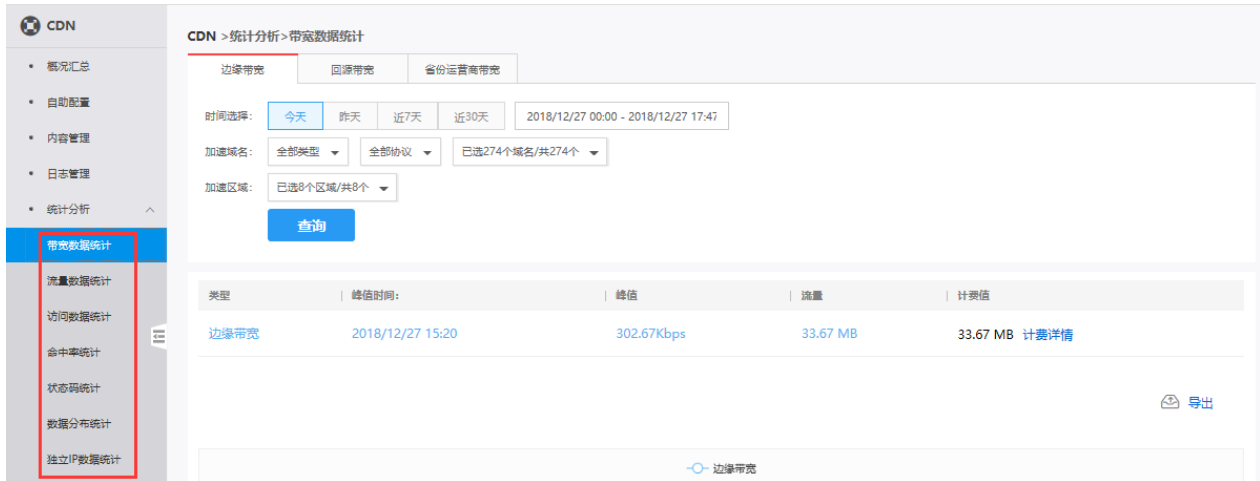 CDN
概况汇总
自助配置
内容管理
日志管理
统计分析
带宽数据统计
流量数据统计
访问数据统计
命中率统计
状态码统计
数据分布统计
独立IP数据统计
CDN >统计分析>带宽数据统计
边缘带宽 回源带宽 省份运营商带宽
时间选择: 今天 昨天 近7天 近30天 2018/12/27 00:00 - 2018/12/27 17:47
加速域名: 全部类型 全部协议 已选274个域名/共274个
加速区域: 已选8个区域/共8个
查询
类型 峰值时间: 峰值 流量 计费值
边缘带宽 2018/12/27 15:20 302.67Kbps 33.67 MB 33.67 MB 计费详情
导出
边缘带宽